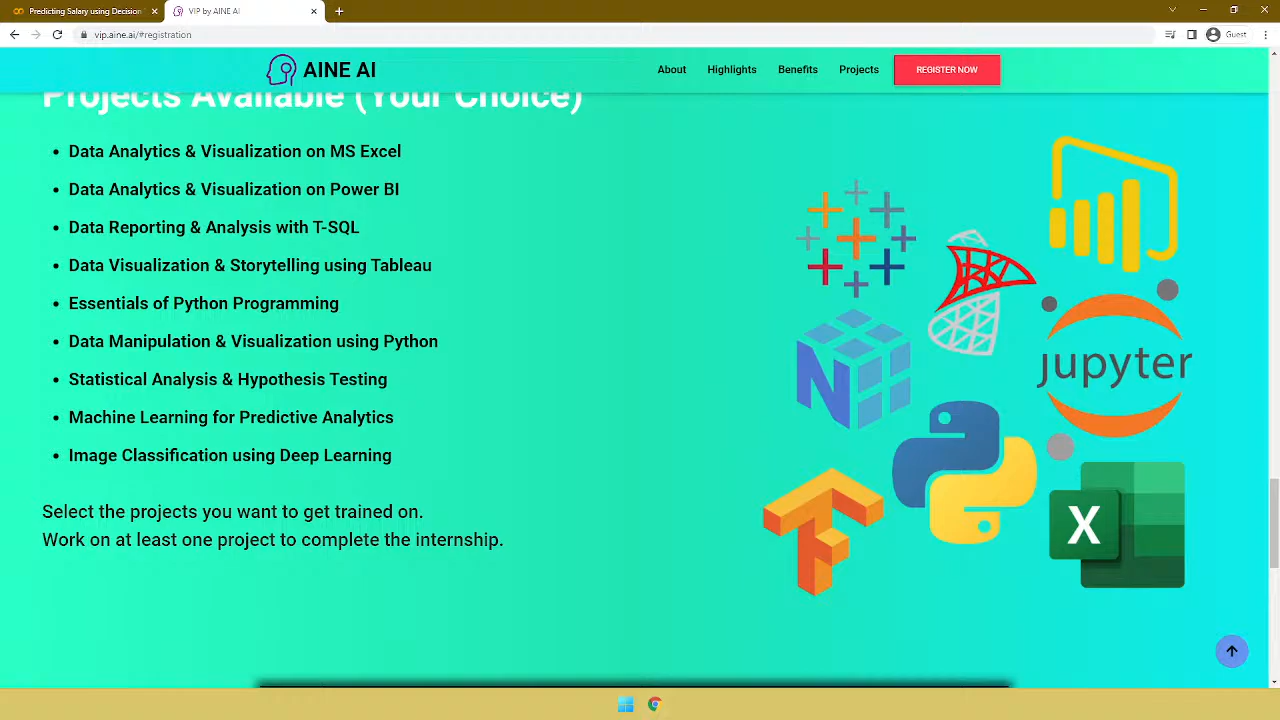 Predicting Salary using Decision
VIP by AINE AI
vip.aine.ai/#registration
Guest
AINE AI
About
Highlights
Benefits
Projects
REGISTER NOW
Projects Available (Your Choice)
Data Analytics & Visualization on MS Excel
Data Analytics & Visualization on Power BI
Data Reporting & Analysis with T-SQL
Data Visualization & Storytelling using Tableau
Essentials of Python Programming
Data Manipulation & Visualization using Python
Statistical Analysis & Hypothesis Testing
Machine Learning for Predictive Analytics
Image Classification using Deep Learning
Select the projects you want to get trained on.
Work on at least one project to complete the internship.
N
jupyter
X